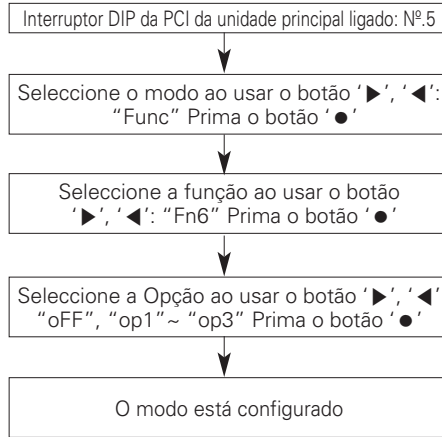 Interruptor DIP da PCI da unidade principal ligado: Nº.5
Seleccione o modo ao usar o botão ‘▶’, ‘◀’:
“Func” Prima o botão ‘●’
Seleccione a função ao usar o botão
‘▶’, ‘◀’: “Fn6” Prima o botão ‘●’
Seleccione a Opção ao usar o botão ‘▶’, ‘◀’
“oFF”, “op1”~ “op3” Prima o botão ‘●’
O modo está configurado